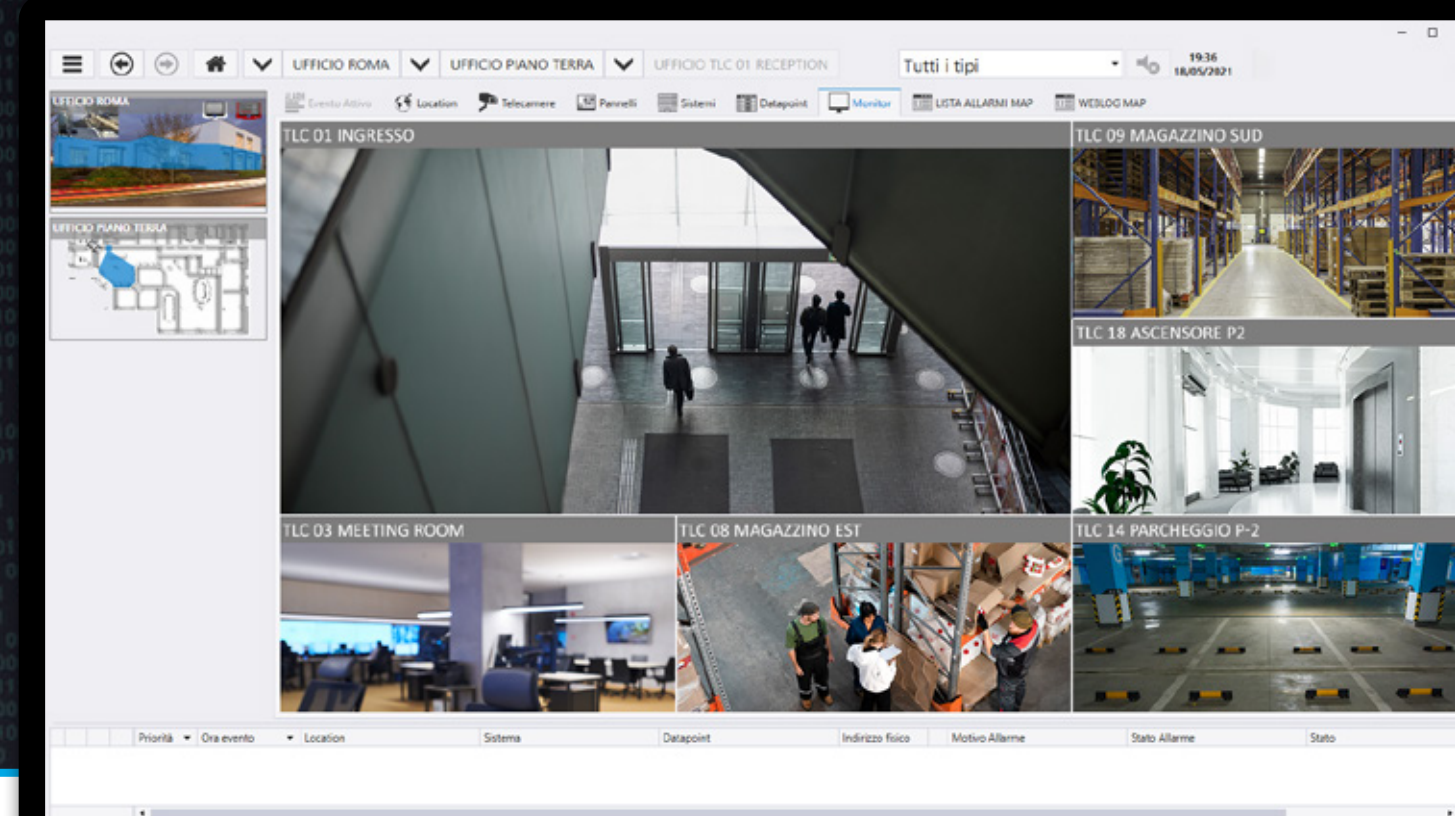 UFFICIO ROMA
UFFICIO PIANO TERRA
UFFICIO TLC 01 RECEPTION
Tutti i tipi
19:36
18/05/2021
UFFICIO ROMA
UFFICIO PIANO TERRA
Evento Attivo
Location
Telecamere
Pannelli
Sistemi
Datapoint
Monitor
LISTA ALLARMI MAP
WEBLOG MAP
TLC 01 INGRESSO
TLC 09 MAGAZZINO SUD
TLC 18 ASCENSORE P2
TLC 03 MEETING ROOM
TLC 08 MAGAZZINO EST
TLC 14 PARCHEGGIO P-2
Priorità
Ora evento
Location
Sistema
Datapoint
Indirizzo fisico
Motivo Allarme
Stato Allarme
Stato